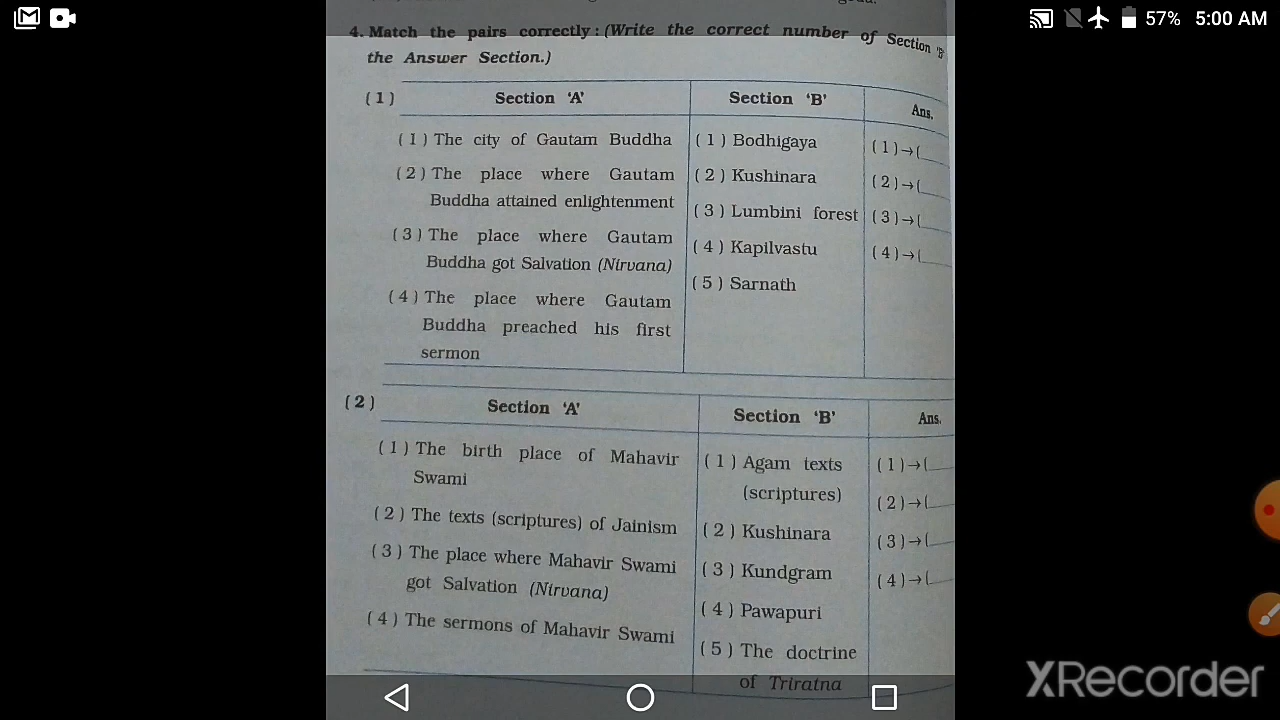 57% 5:00 AM
4. Match the pairs correctly : (Write the correct number of Section 'B
the Answer Section.)
(1) Section 'A' Section 'B' Ans.
(1) The city of Gautam Buddha
(2) The place where Gautam
Buddha attained enlightenment
(3) The place where Gautam
Buddha got Salvation (Nirvana)
(4) The place where Gautam
Buddha preached his first
sermon
(1) Bodhigaya
(2) Kushinara
(3) Lumbini forest
(4) Kapilvastu
(5) Sarnath
(1)→(
(2)→(
(3)→(
(4)→(
(2) Section 'A' Section 'B' Ans.
(1) The birth place of Mahavir
Swami
(2) The texts (scriptures) of Jainism
(3) The place where Mahavir Swami
got Salvation (Nirvana)
(4) The sermons of Mahavir Swami
(1) Agam texts
(scriptures)
(2) Kushinara
(3) Kundgram
(4) Pawapuri
(5) The doctrine
of Triratna
(1)→(
(2)→(
(3)→(
(4)→(
XRecorder